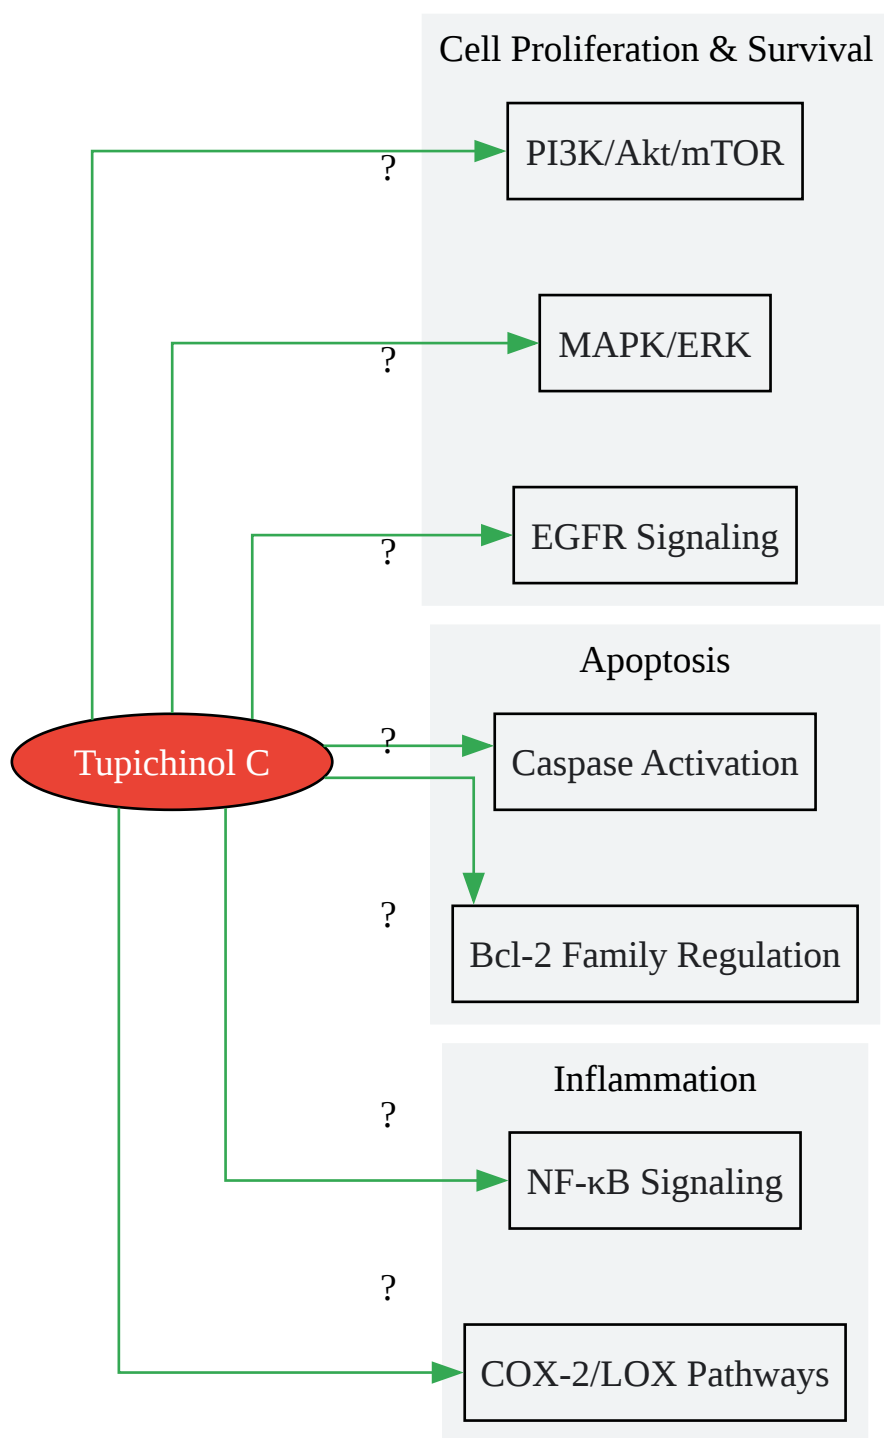 Cell Proliferation & Survival
PI3K/Akt/mTOR
?
MAPK/ERK
?
EGFR Signaling
?
Apoptosis
?
Tupichinol C
Caspase Activation
?
Bcl-2 Family Regulation
Inflammation
?
NF-κB Signaling
?
COX-2/LOX Pathways